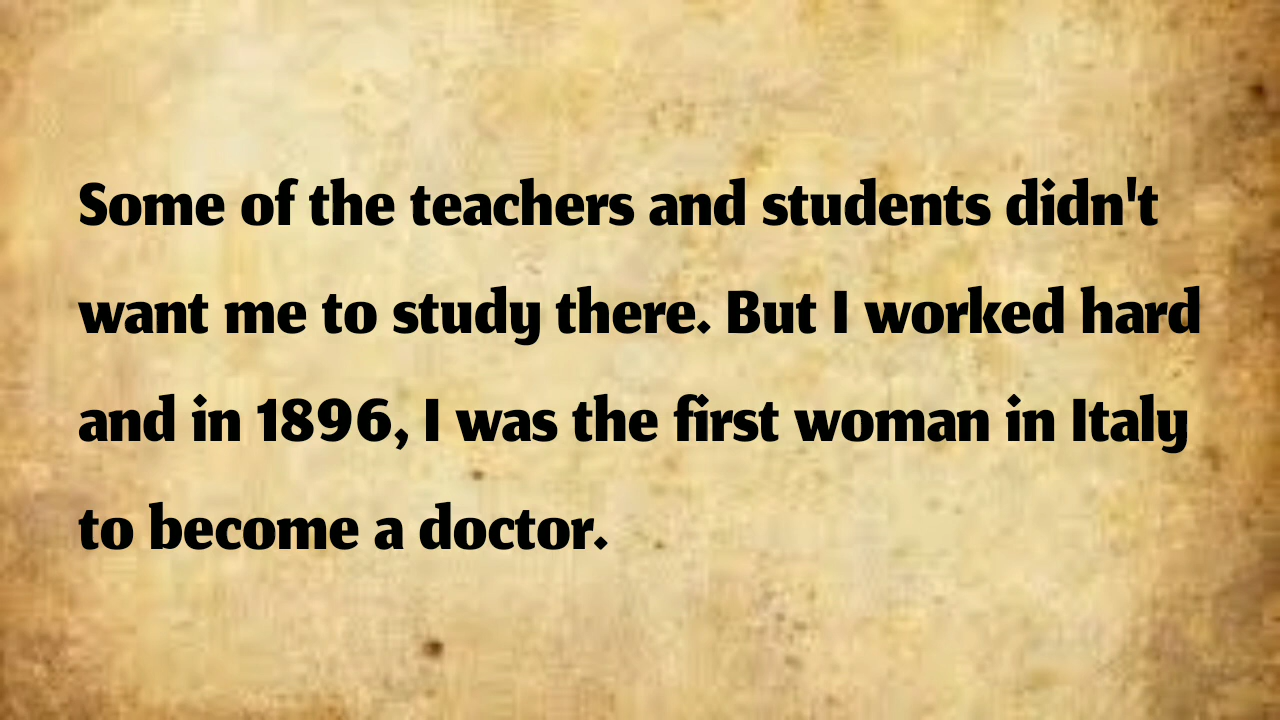 Some of the teachers and students didn't
want me to study there. But I worked hard
and in 1896, I was the first woman in Italy
to become a doctor.